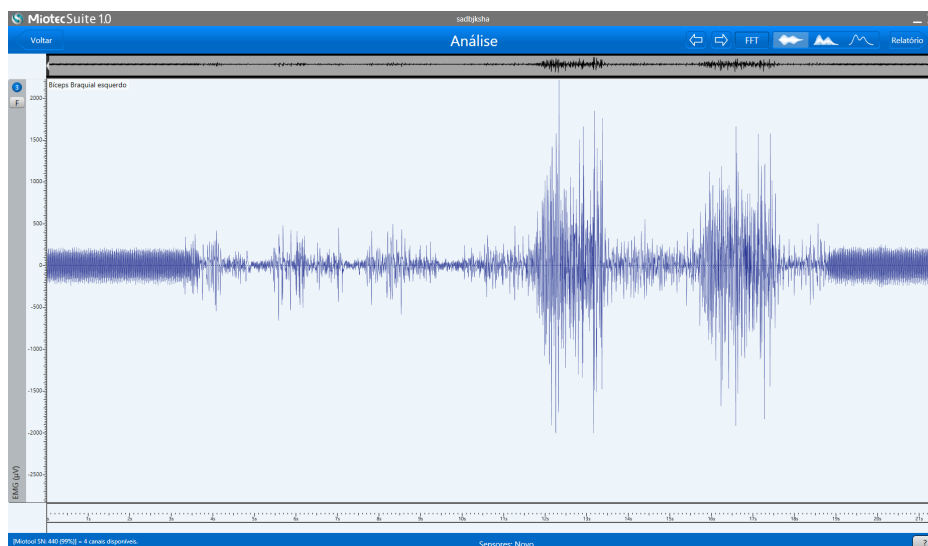 MiotecSuite 1.0
sadbjksha
Voltar
Análise
FFT
Relatório
3
Bíceps Braquial esquerdo
F
2000
1500
1000
500
0
-500
-1000
-1500
-2000
-2500
EMG (µV)
1s 2s 3s 4s 5s 6s 7s 8s 9s 10s 11s 12s 13s 14s 15s 16s 17s 18s 19s 20s 21s
[Miotool SN: 440 (99%)] = 4 canais disponíveis.
Sensores: Novo
?